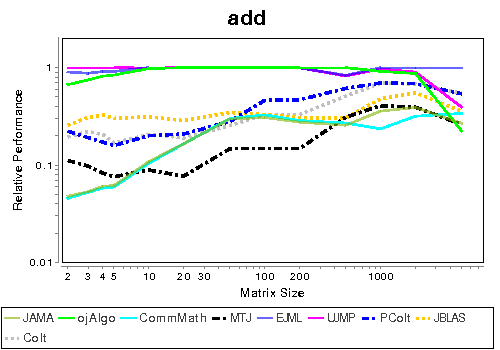 add
Relative Performance
1
0.1
0.01
2 3 4 5 10 20 30 100 200 1000
Matrix Size
JAMA ojAlgo CommMath MTJ EJML UJMP PColt JBLAS
Colt